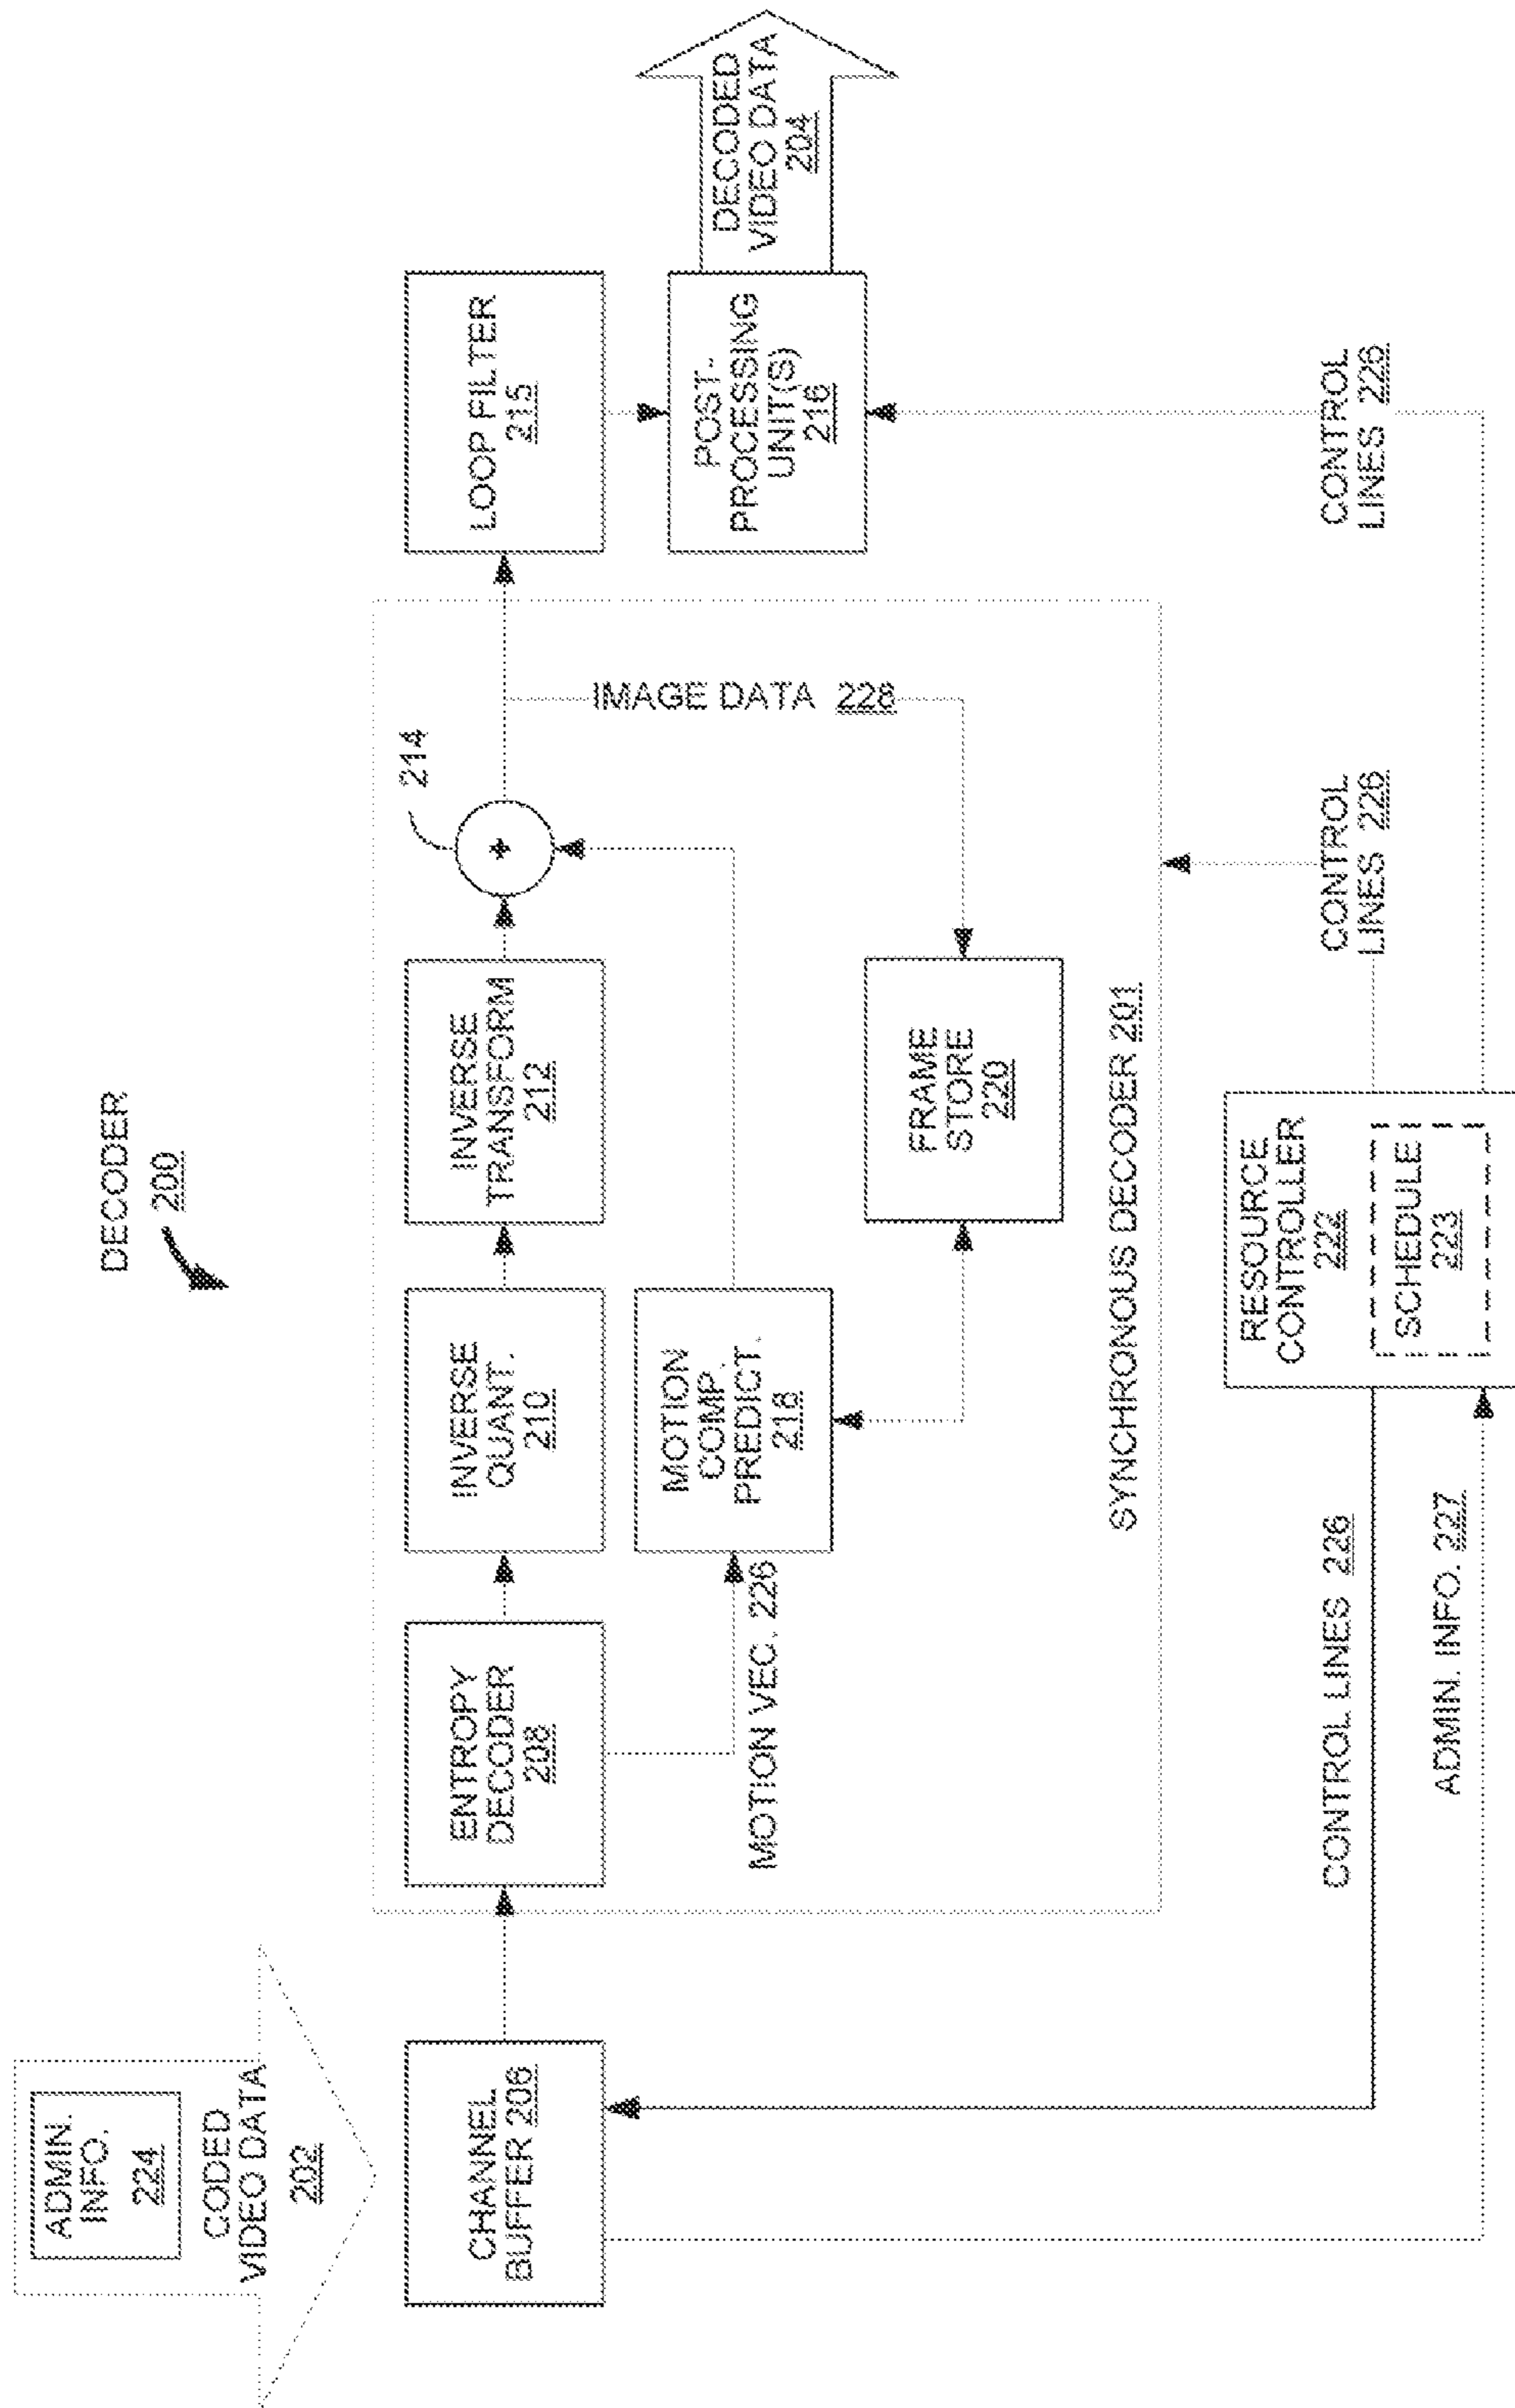 DECODER
200
ADMIN.
INFO.
224
CODED
VIDEO DATA
202
CHANNEL
BUFFER 206
ENTROPY
DECODER
208
INVERSE
QUANT.
210
INVERSE
TRANSFORM
212
214
+
LOOP FILTER
215
MOTION VEC. 226
MOTION
COMP.
PREDICT.
218
IMAGE DATA 228
FRAME
STORE
220
POST-
PROCESSING
UNIT(S)
216
DECODED
VIDEO DATA
204
SYNCHRONOUS DECODER 201
CONTROL LINES 226
ADMIN. INFO. 227
RESOURCE
CONTROLLER
222
SCHEDULE
223
CONTROL
LINES 226
CONTROL
LINES 226